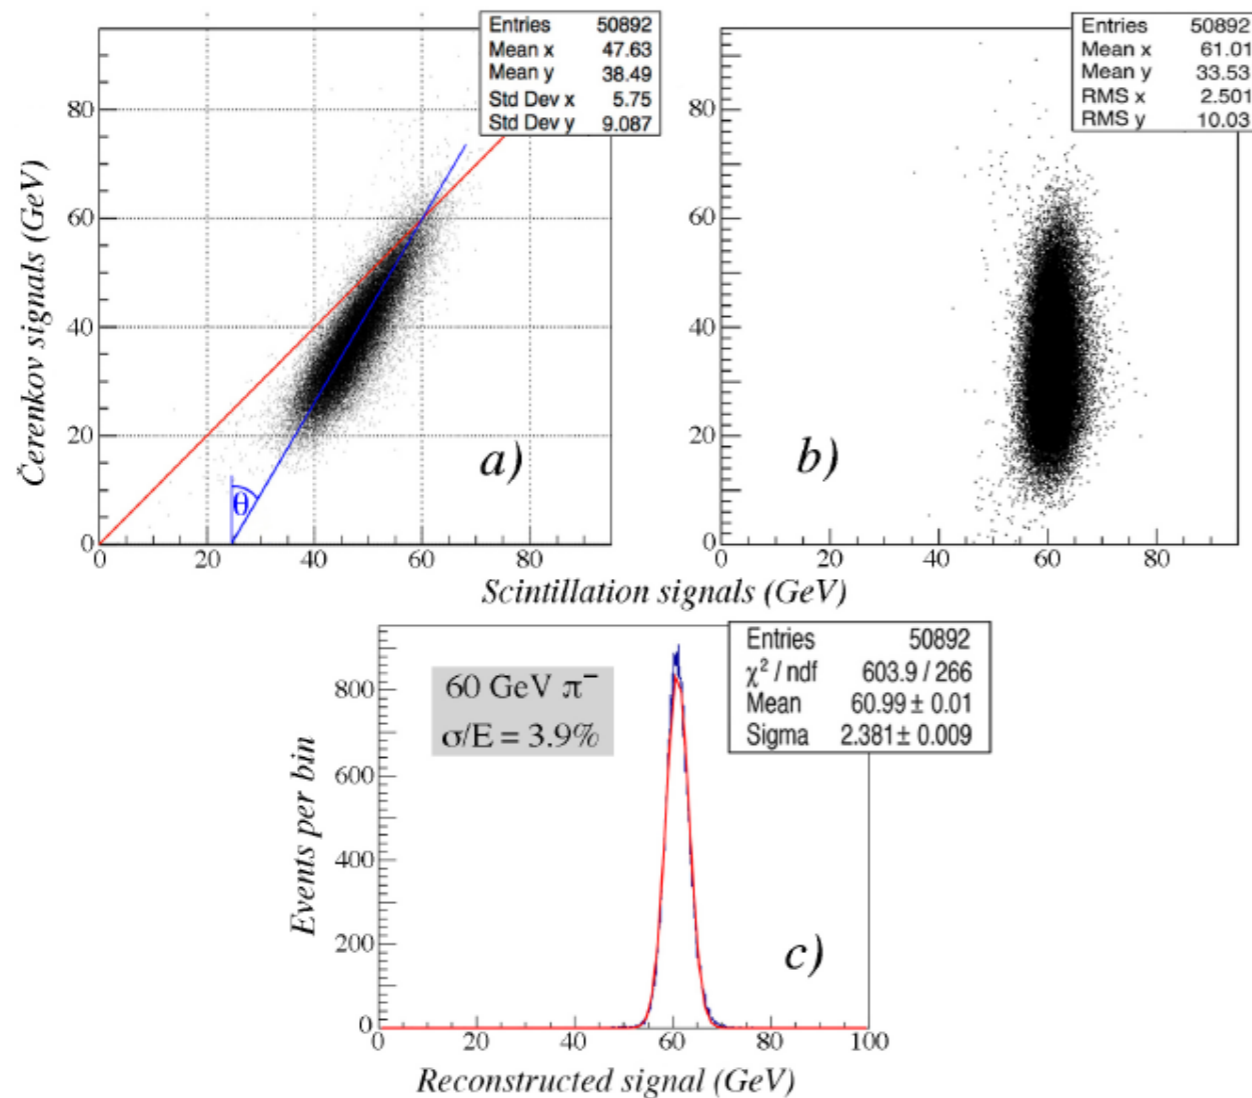 Entries 50892
Mean x 47.63
Mean y 38.49
Std Dev x 5.75
Std Dev y 9.087
Entries 50892
Mean x 61.01
Mean y 33.53
RMS x 2.501
RMS y 10.03
Čerenkov signals (GeV)
80
60
40
20
0
0 20 40 60 80
θ
a)
80
60
40
20
0
0 20 40 60 80
b)
Scintillation signals (GeV)
Entries 50892
χ² / ndf 603.9 / 266
Mean 60.99 ± 0.01
Sigma 2.381 ± 0.009
60 GeV π⁻
σ/E = 3.9%
Events per bin
800
600
400
200
0
0 20 40 60 80 100
c)
Reconstructed signal (GeV)